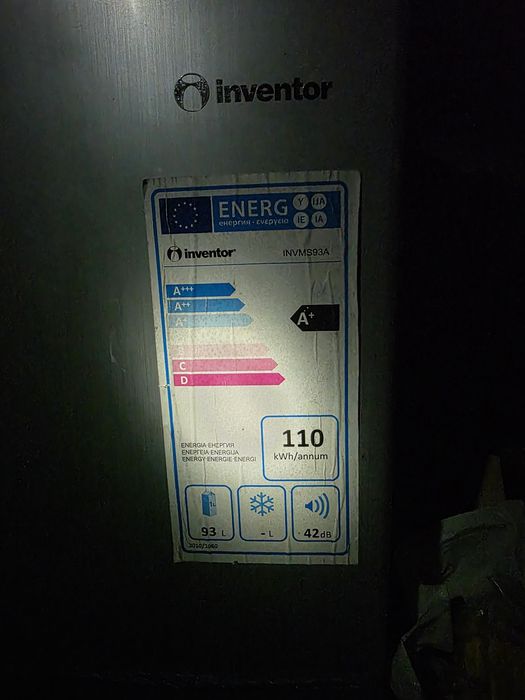 inventor
ENERG Y IJA
енергия · ενεργεια IE IA
inventor INVMS93A
A+++
A++
A+
A+
C
D
ENERGIA·ЕНЕРГИЯ
ΕΝΕΡΓΕΙΑ·ENERGIJA
ENERGY·ENERGIE·ENERGI
110
kWh/annum
93 L
- L
42dB
2010/1060